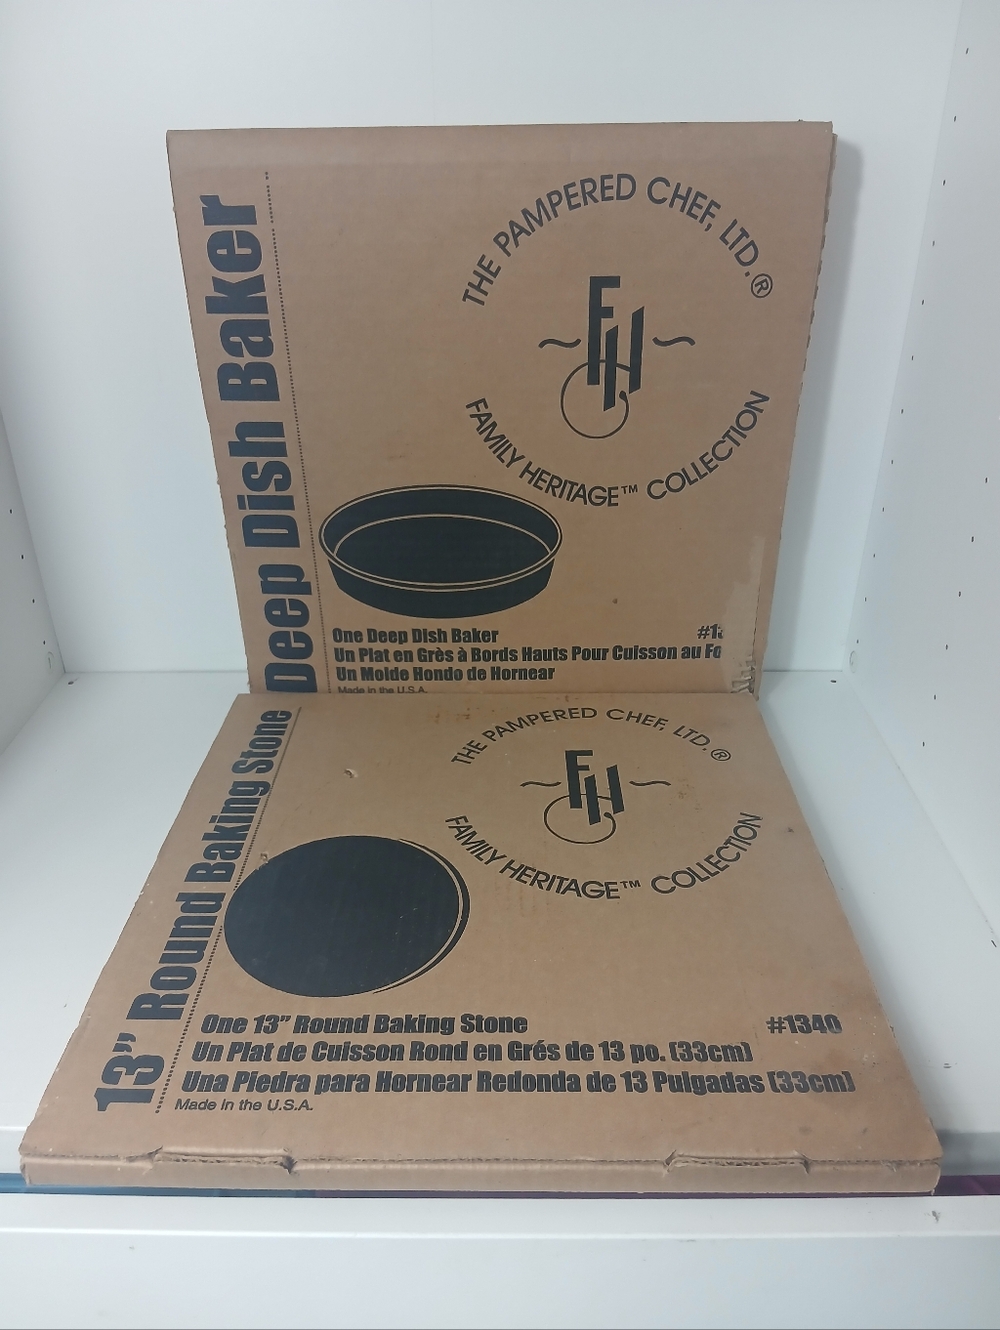 Deep Dish Baker
THE PAMPERED CHEF, LTD.®
FH
FAMILY HERITAGE™ COLLECTION
One Deep Dish Baker
Un Plat en Grès à Bords Hauts Pour Cuisson au
Un Molde Hondo de Hornear
Made in the U.S.A.
13" Round Baking Stone
THE PAMPERED CHEF, LTD.®
FH
FAMILY HERITAGE™ COLLECTION
One 13" Round Baking Stone #1340
Un Plat de Cuisson Rond en Grés de 13 po. (33cm)
Una Piedra para Hornear Redonda de 13 Pulgadas (33cm)
Made in the U.S.A.